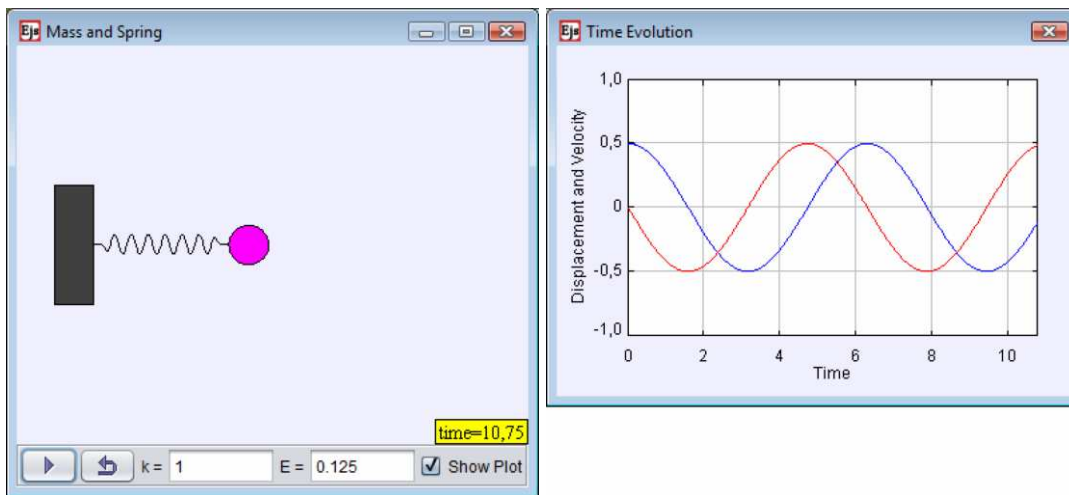 Ejs Mass and Spring
time=10,75
k = 1 E = 0.125 Show Plot
Ejs Time Evolution
Displacement and Velocity
1,0
0,5
0
-0,5
-1,0
0 2 4 6 8 10
Time